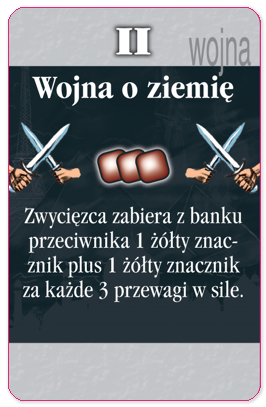 II
wojna
Wojna o ziemię
Zwycięzca zabiera z banku
przeciwnika 1 żółty znac-
znik plus 1 żółty znacznik
za każde 3 przewagi w sile.